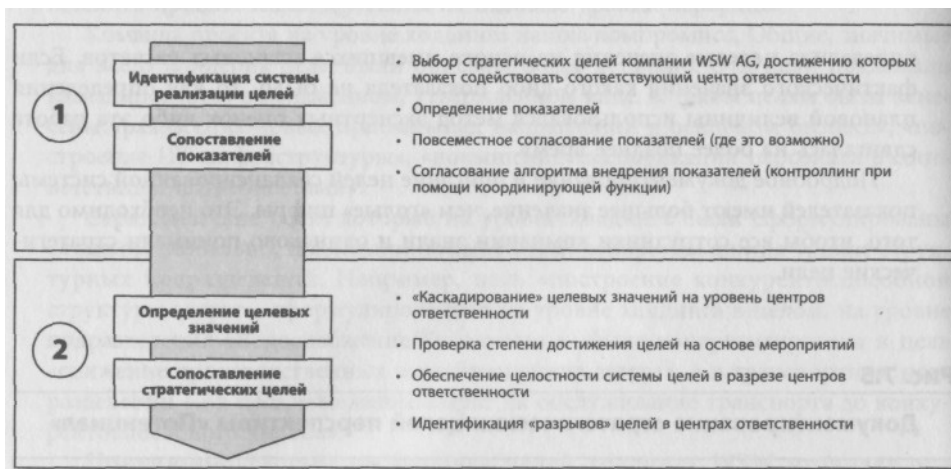 Идентификация системы
реализации целей
• Выбор стратегических целей компании WSW AG, достижению которых
может содействовать соответствующий центр ответственности
• Определение показателей
1
Сопоставление
показателей
• Повсеместное согласование показателей (где это возможно)
• Согласование алгоритма внедрения показателей (контроллинг при
помощи координирующей функции)
Определение целевых
значений
• «Каскадирование» целевых значений на уровень центров
ответственности
• Проверка степени достижения целей на основе мероприятий
2
Сопоставление
стратегических целей
• Обеспечение целостности системы целей в разрезе центров
ответственности
• Идентификация «разрывов» целей в центрах ответственности